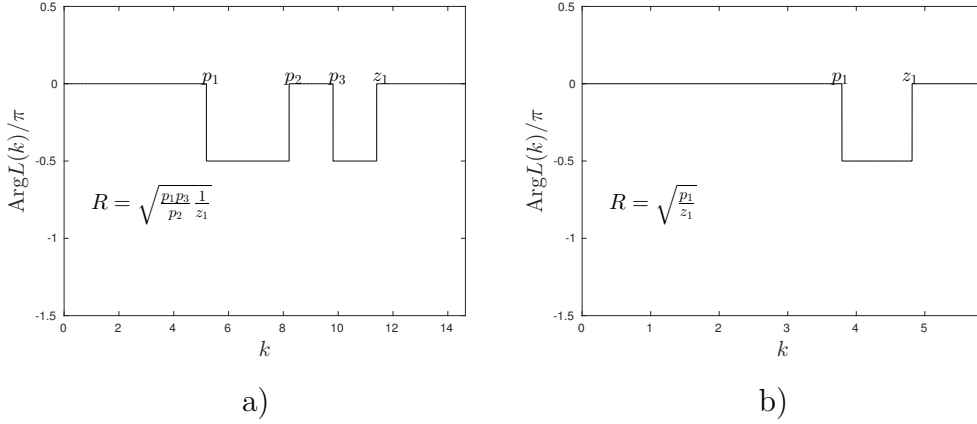 0.5
0
-0.5
-1
-1.5
ArgL(k)/π
p₁ p₂ p₃ z₁
R = √(p₁p₃/p₂ 1/z₁)
0 2 4 6 8 10 12 14
k
a)
0.5
0
-0.5
-1
-1.5
ArgL(k)/π
p₁ z₁
R = √(p₁/z₁)
0 1 2 3 4 5
k
b)